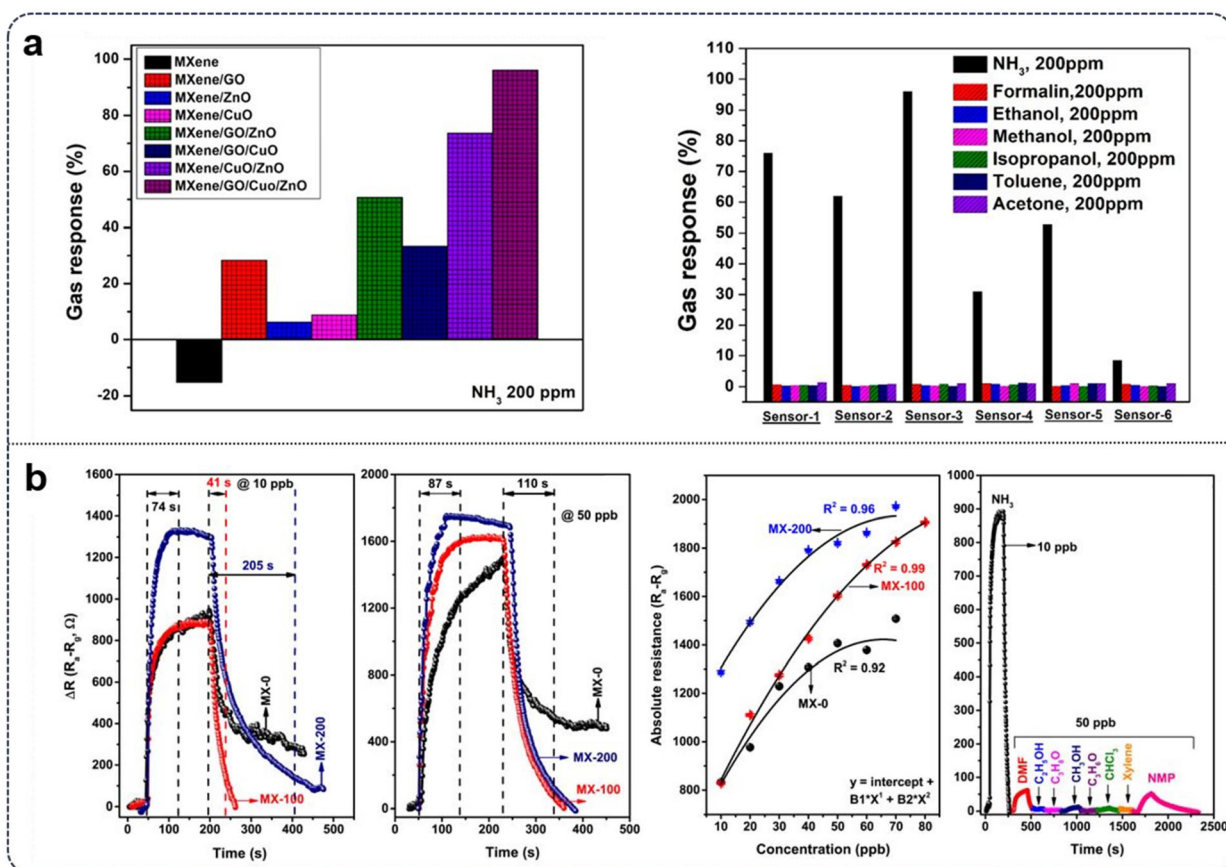 a
Gas response (%)
100
80
60
40
20
0
-20
MXene
MXene/GO
MXene/ZnO
MXene/CuO
MXene/GO/ZnO
MXene/GO/CuO
MXene/CuO/ZnO
MXene/GO/Cuo/ZnO
NH3 200 ppm
Gas response (%)
110
100
90
80
70
60
50
40
30
20
10
0
NH3, 200ppm
Formalin,200ppm
Ethanol, 200ppm
Methanol, 200ppm
Isopropanol, 200ppm
Toluene, 200ppm
Acetone, 200ppm
Sensor-1 Sensor-2 Sensor-3 Sensor-4 Sensor-5 Sensor-6
b
ΔR (Ra-Rg, Ω)
1600
1400
1200
1000
800
600
400
200
0
74 s
41 s @ 10 ppb
205 s
MX-0
MX-200
MX-100
0 100 200 300 400 500
Time (s)
2000
1600
1200
800
400
0
87 s
110 s
@ 50 ppb
MX-0
MX-200
MX-100
0 100 200 300 400 500
Time (s)
Absolute resistance (Ra-Rg)
2000
1800
1600
1400
1200
1000
800
R2 = 0.96
MX-200
R2 = 0.99
MX-100
R2 = 0.92
MX-0
y = intercept +
B1*X1 + B2*X2
10 20 30 40 50 60 70 80
Concentration (ppb)
1000
900
800
700
600
500
400
300
200
100
0
NH3
10 ppb
50 ppb
DMF
C2H5OH
C3H8O
CH3OH
C3H6O
CHCl3
Xylene
NMP
0 500 1000 1500 2000 2500
Time (s)